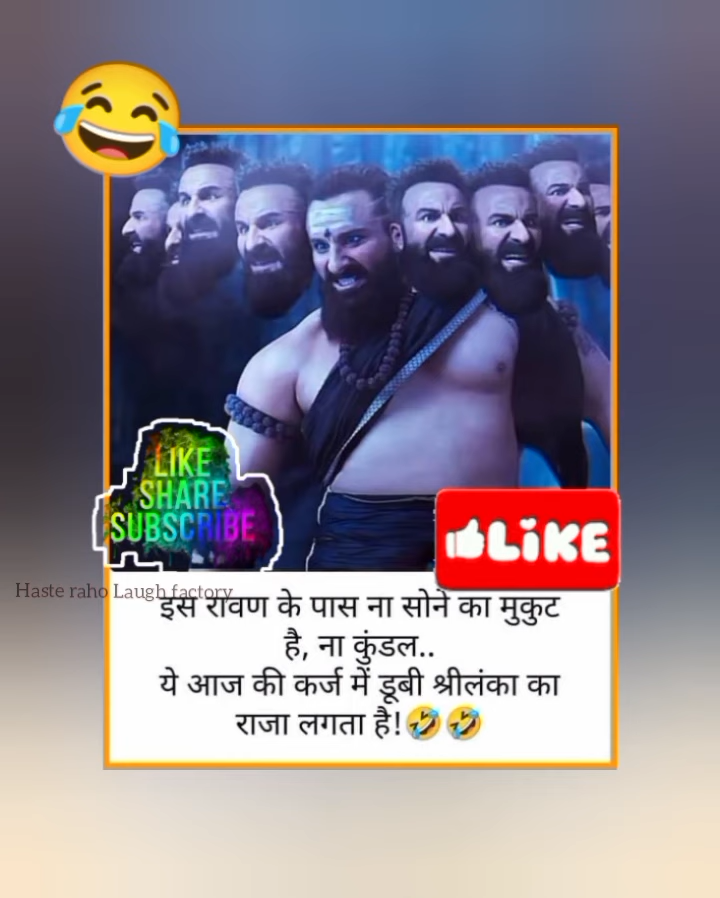 LIKE
SHARE
SUBSCRIBE
LiKE
Haste raho Laugh factory
इस रावण के पास ना सोने का मुकुट
है, ना कुंडल..
ये आज की कर्ज में डूबी श्रीलंका का
राजा लगता है!🤣🤣